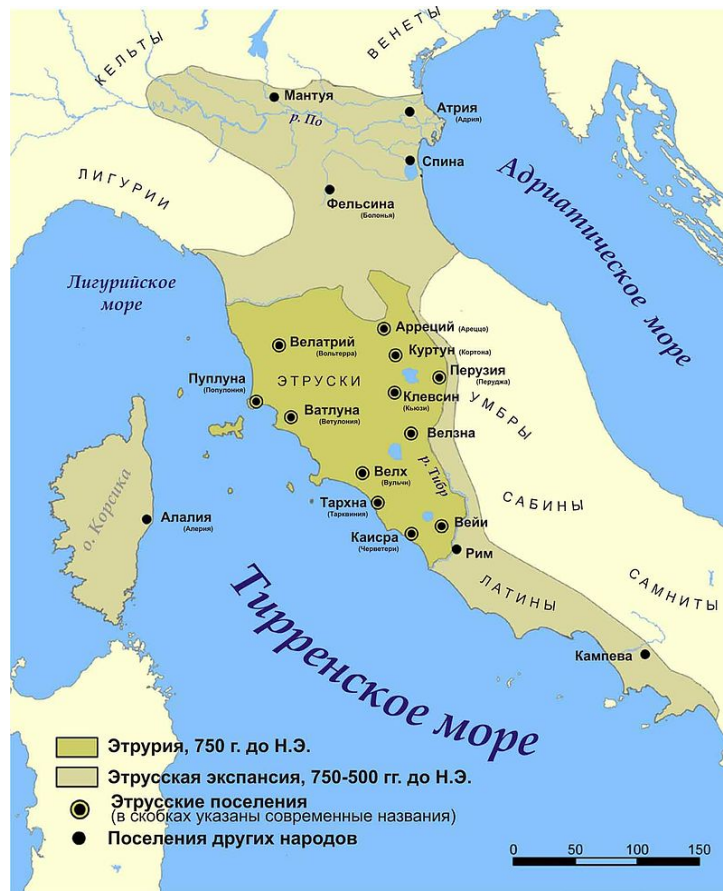 КЕЛЬТЫ
ВЕНЕТЫ
Мантуя
р. По
Атрия
(Адрия)
Спина
ЛИГУРИИ
Фельсина
(Болонья)
Адриатическое море
Лигурийское
море
Арреций (Ареццо)
Велатрий
(Вольтерра)
Куртун (Кортона)
Перузия
(Перуджа)
ЭТРУСКИ
Пуплуна
(Популония)
Клевсин
(Кьюзи)
УМБРЫ
Ватлуна
(Ветулония)
Велзна
р. Тибр
Велх
(Вульчи)
САБИНЫ
о. Корсика
Алалия
(Алерия)
Тархна
(Тарквиния)
Вейи
Каисра
(Черветери)
Рим
ЛАТИНЫ
САМНИТЫ
Тирренское море
Кампева
Этрурия, 750 г. до Н.Э.
Этрусская экспансия, 750-500 гг. до Н.Э.
Этрусские поселения
(в скобках указаны современные названия)
Поселения других народов
0 50 100 150